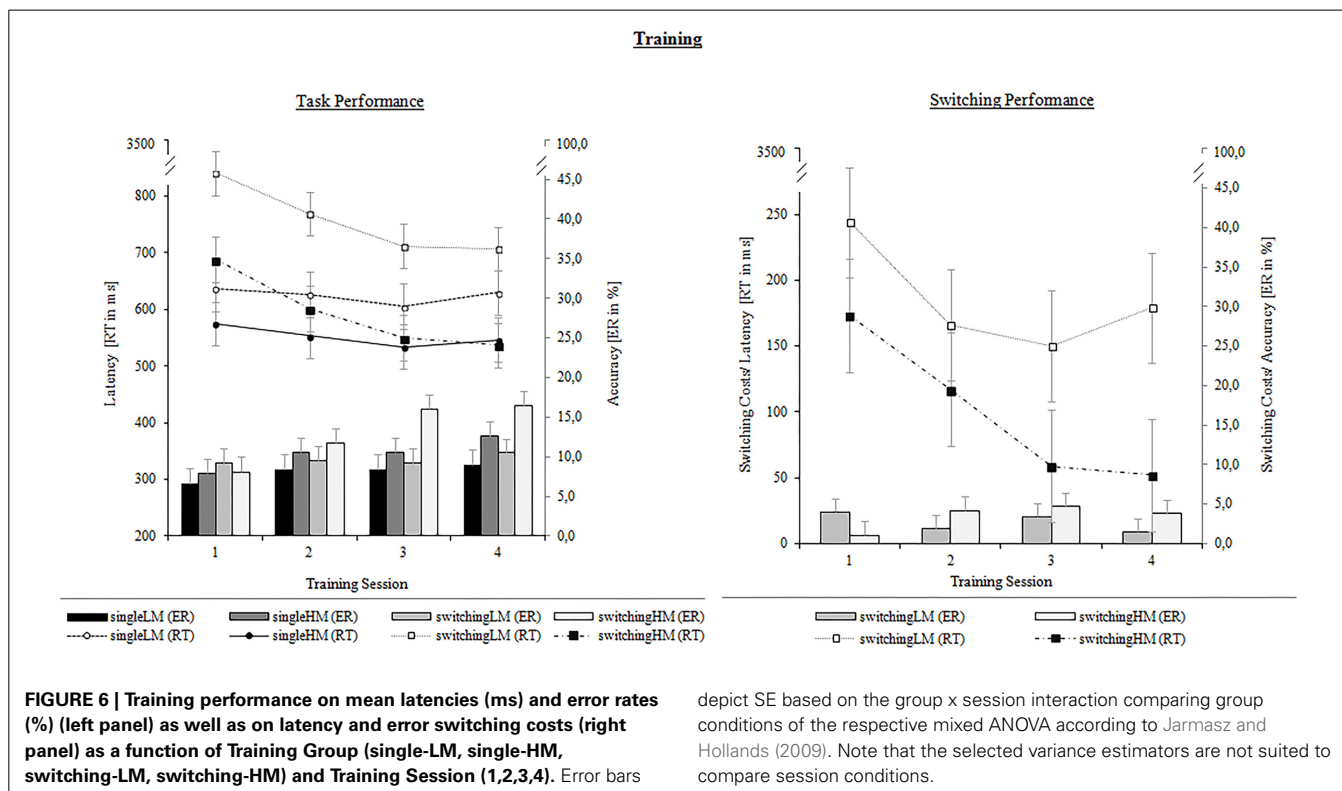 Training
Task Performance
3500
800
700
600
500
400
300
200
Latency [RT in ms]
100,0
45,0
40,0
35,0
30,0
25,0
20,0
15,0
10,0
5,0
0,0
Accuracy [ER in %]
1 2 3 4
Training Session
singleLM (ER) singleHM (ER) switchingLM (ER) switchingHM (ER)
singleLM (RT) singleHM (RT) switchingLM (RT) switchingHM (RT)
Switching Performance
3500
250
200
150
100
50
0
Switching Costs/ Latency [RT in ms]
100,0
45,0
40,0
35,0
30,0
25,0
20,0
15,0
10,0
5,0
0,0
Switching Costs/ Accuracy [ER in %]
1 2 3 4
Training Session
switchingLM (ER) switchingHM (ER)
switchingLM (RT) switchingHM (RT)
FIGURE 6 | Training performance on mean latencies (ms) and error rates
(%) (left panel) as well as on latency and error switching costs (right
panel) as a function of Training Group (single-LM, single-HM,
switching-LM, switching-HM) and Training Session (1,2,3,4). Error bars
depict SE based on the group x session interaction comparing group
conditions of the respective mixed ANOVA according to Jarmasz and
Hollands (2009). Note that the selected variance estimators are not suited to
compare session conditions.